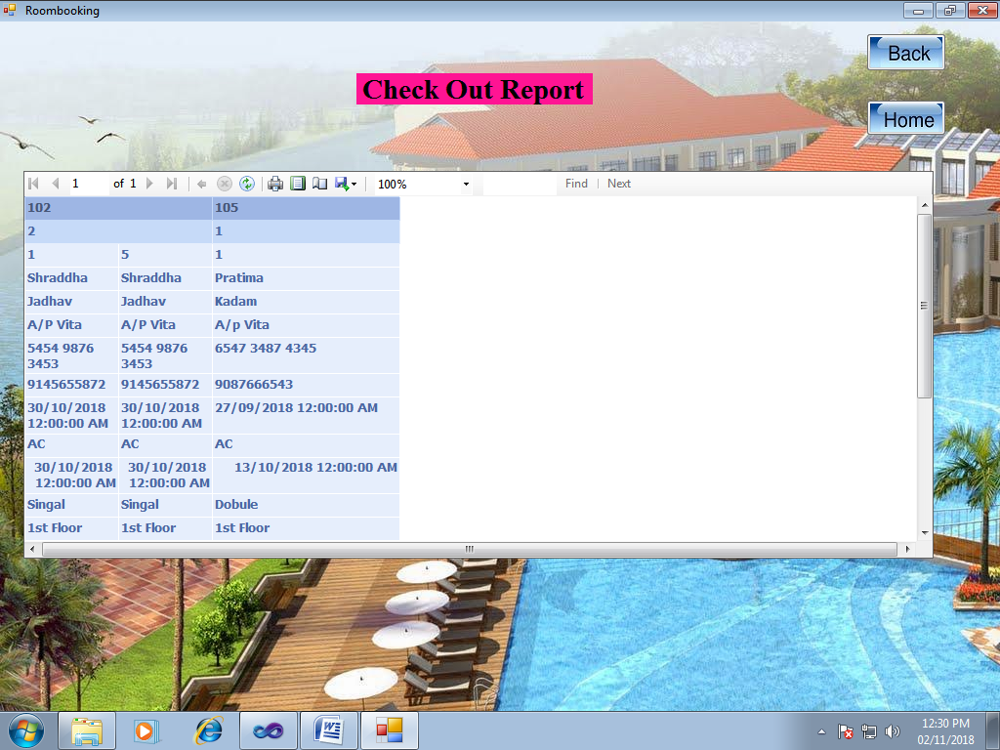 Roombooking
Back
Check Out Report
Home
1 of 1 100% Find Next
102 105
2 1
1 5 1
Shraddha Shraddha Pratima
Jadhav Jadhav Kadam
A/P Vita A/P Vita A/p Vita
5454 9876 5454 9876 6547 3487 4345
3453 3453
9145655872 9145655872 9087666543
30/10/2018 30/10/2018 27/09/2018 12:00:00 AM
12:00:00 AM 12:00:00 AM
AC AC AC
30/10/2018 30/10/2018 13/10/2018 12:00:00 AM
12:00:00 AM 12:00:00 AM
Singal Singal Dobule
1st Floor 1st Floor 1st Floor
12:30 PM
02/11/2018